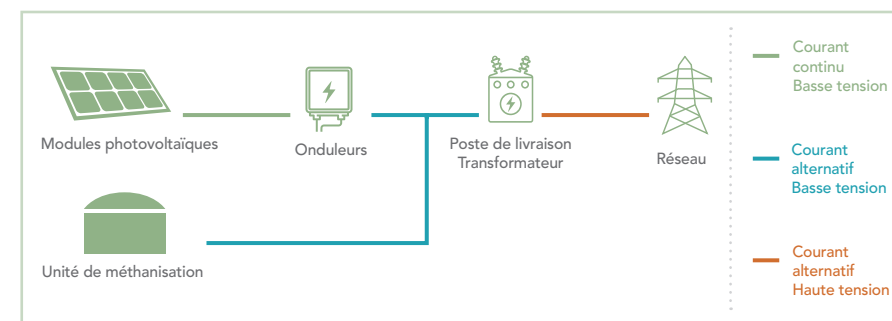 Modules photovoltaïques
Onduleurs
Poste de livraison
Transformateur
Réseau
Unité de méthanisation
Courant
continu
Basse tension
Courant
alternatif
Basse tension
Courant
alternatif
Haute tension